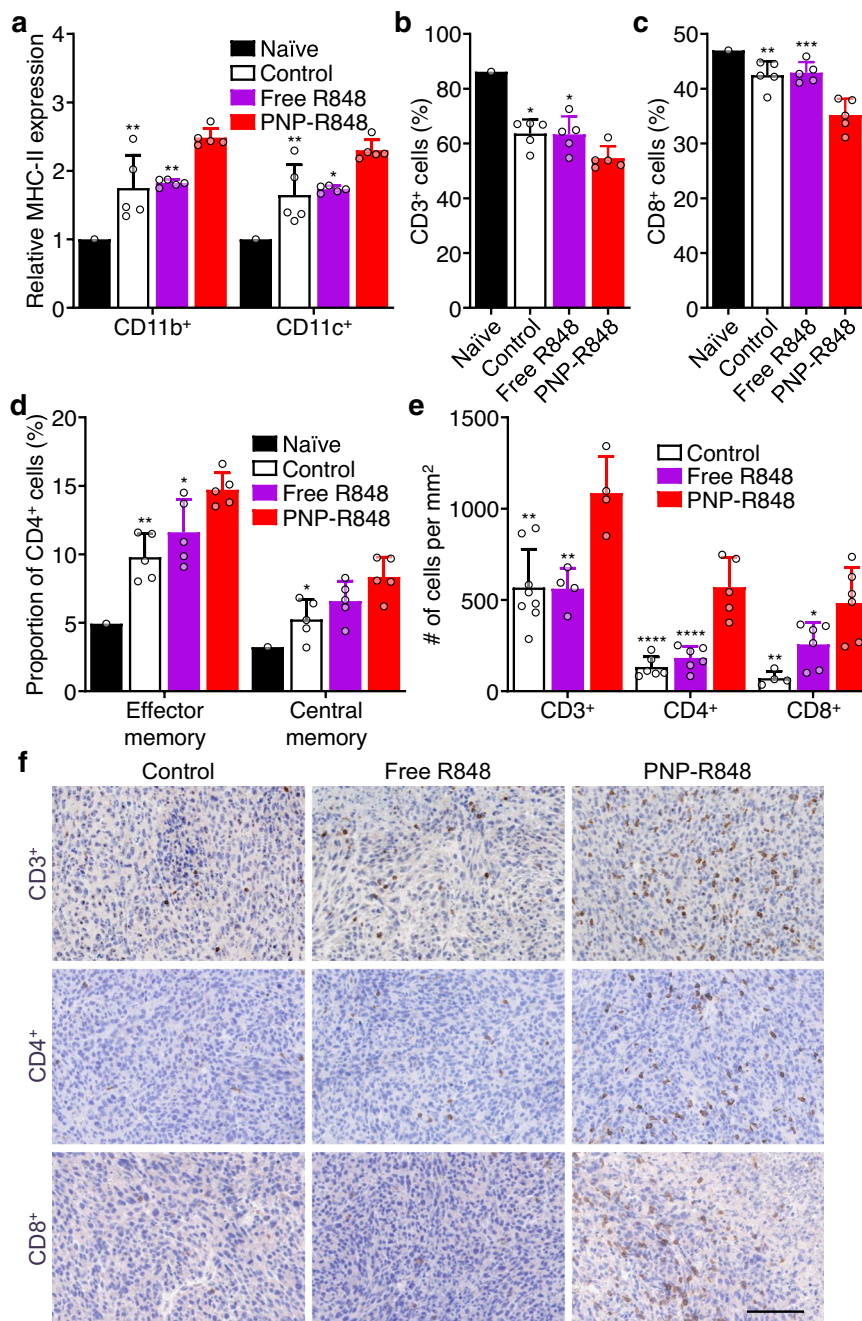 a
Relative MHC-II expression
4
3
2
1
0
Naïve
Control
Free R848
PNP-R848
**
**
**
*
CD11b⁺
CD11c⁺
b
CD3⁺ cells (%)
100
80
60
40
20
0
*
*
Naïve
Control
Free R848
PNP-R848
c
CD8⁺ cells (%)
50
40
30
40
10
0
**
***
Naïve
Control
Free R848
PNP-R848
d
Proportion of CD4⁺ cells (%)
20
15
10
5
0
Naïve
Control
Free R848
PNP-R848
**
*
*
Effector
memory
Central
memory
e
# of cells per mm²
1500
1000
500
0
Control
Free R848
PNP-R848
**
**
****
****
**
*
CD3⁺
CD4⁺
CD8⁺
f
Control
Free R848
PNP-R848
CD3⁺
CD4⁺
CD8⁺